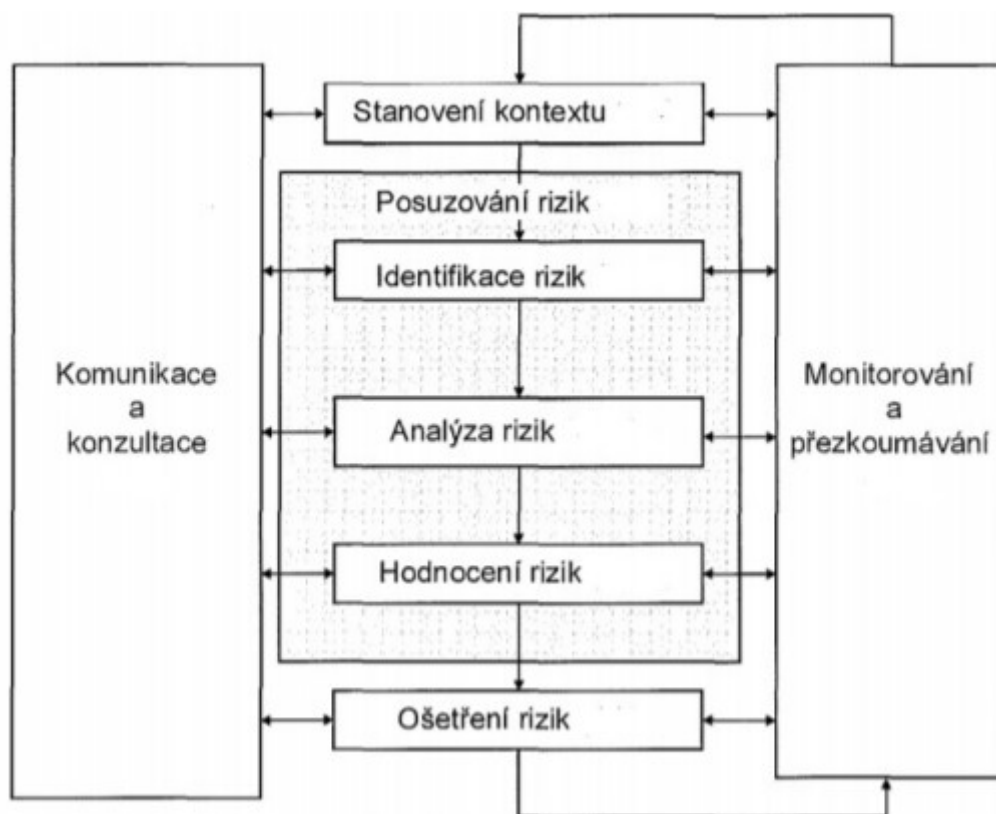 Stanovení kontextu
Posuzování rizik
Identifikace rizik
Komunikace
a
konzultace
Analýza rizik
Monitorování
a
přezkoumávání
Hodnocení rizik
Ošetření rizik